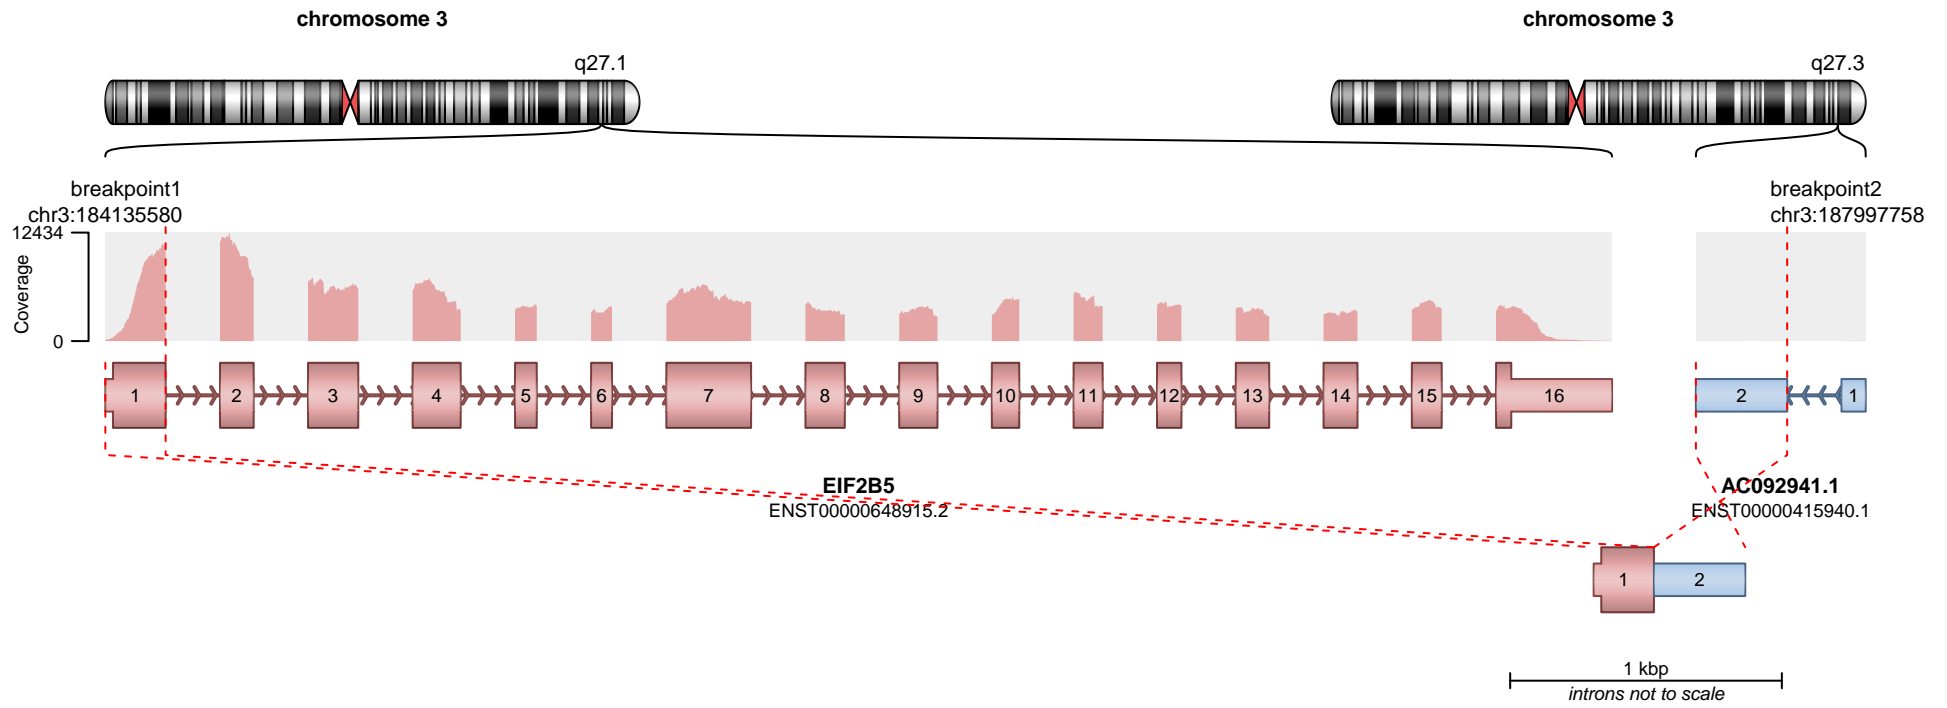 chromosome 3
chromosome 3
q27.1
q27.3
breakpoint1
chr3:184135580
breakpoint2
chr3:187997758
12434
Coverage
0
1 2 3 4 5 6 7 8 9 10 11 12 13 14 15 16
2 1
EIF2B5
ENST00000648915.2
AC092941.1
ENST00000415940.1
1 2
1 kbp
introns not to scale